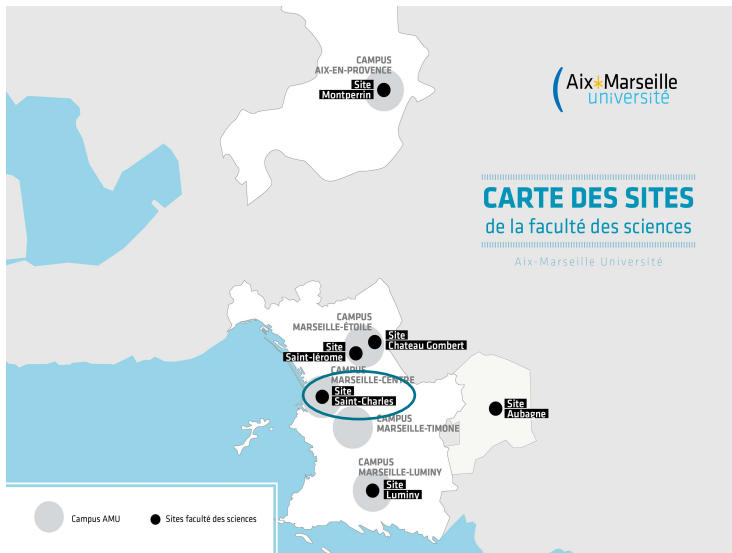 CAMPUS
AIX-EN-PROVENCE
Site
Montperrin
Aix*Marseille
université
CARTE DES SITES
de la faculté des sciences
Aix-Marseille Université
CAMPUS
MARSEILLE-ÉTOILE
Site
Chateau Gombert
Site
Saint-Jérome
CAMPUS
MARSEILLE-CENTRE
Site
Saint-Charles
Site
Aubagne
CAMPUS
MARSEILLE-TIMONE
CAMPUS
MARSEILLE-LUMINY
Site
Luminy
Campus AMU
Sites faculté des sciences